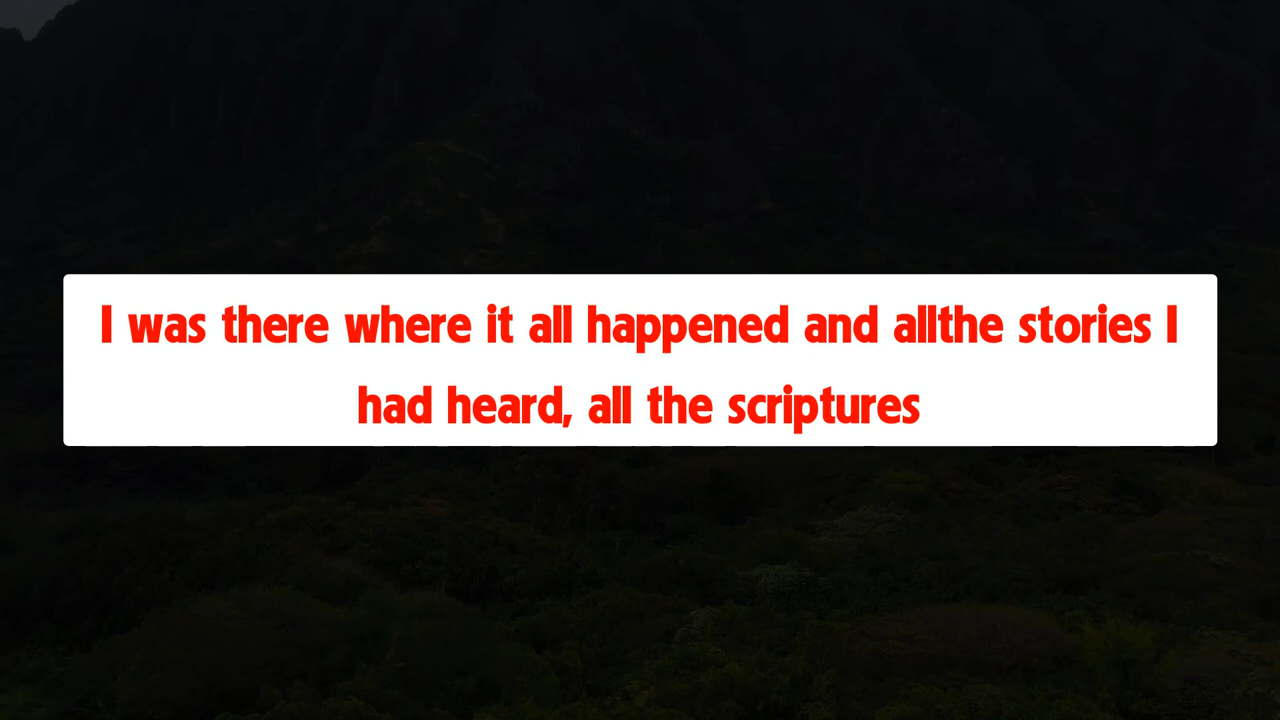 I was there where it all happened and allthe stories I
had heard, all the scriptures